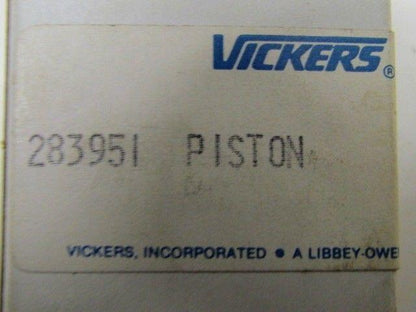 VICKERS®
283951 PISTON
VICKERS, INCORPORATED • A LIBBEY-OWE